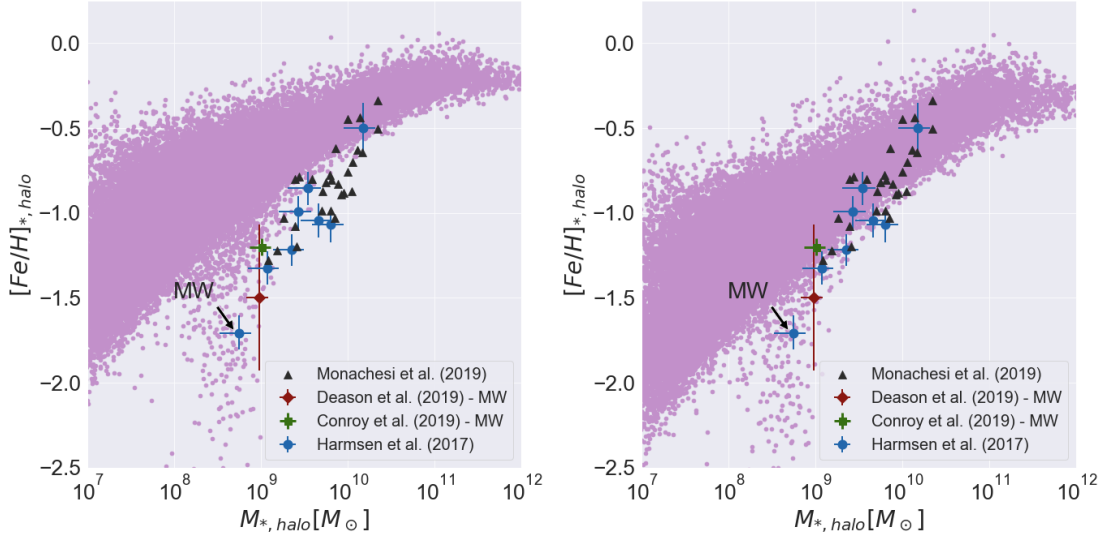 0.0
−0.5
−1.0
−1.5
−2.0
−2.5
[Fe/H]*, halo
MW
Monachesi et al. (2019)
Deason et al. (2019) - MW
Conroy et al. (2019) - MW
Harmsen et al. (2017)
10^7 10^8 10^9 10^10 10^11 10^12
M*, halo[M⊙]
0.0
−0.5
−1.0
−1.5
−2.0
−2.5
[Fe/H]*, halo
MW
Monachesi et al. (2019)
Deason et al. (2019) - MW
Conroy et al. (2019) - MW
Harmsen et al. (2017)
10^7 10^8 10^9 10^10 10^11 10^12
M*, halo[M⊙]